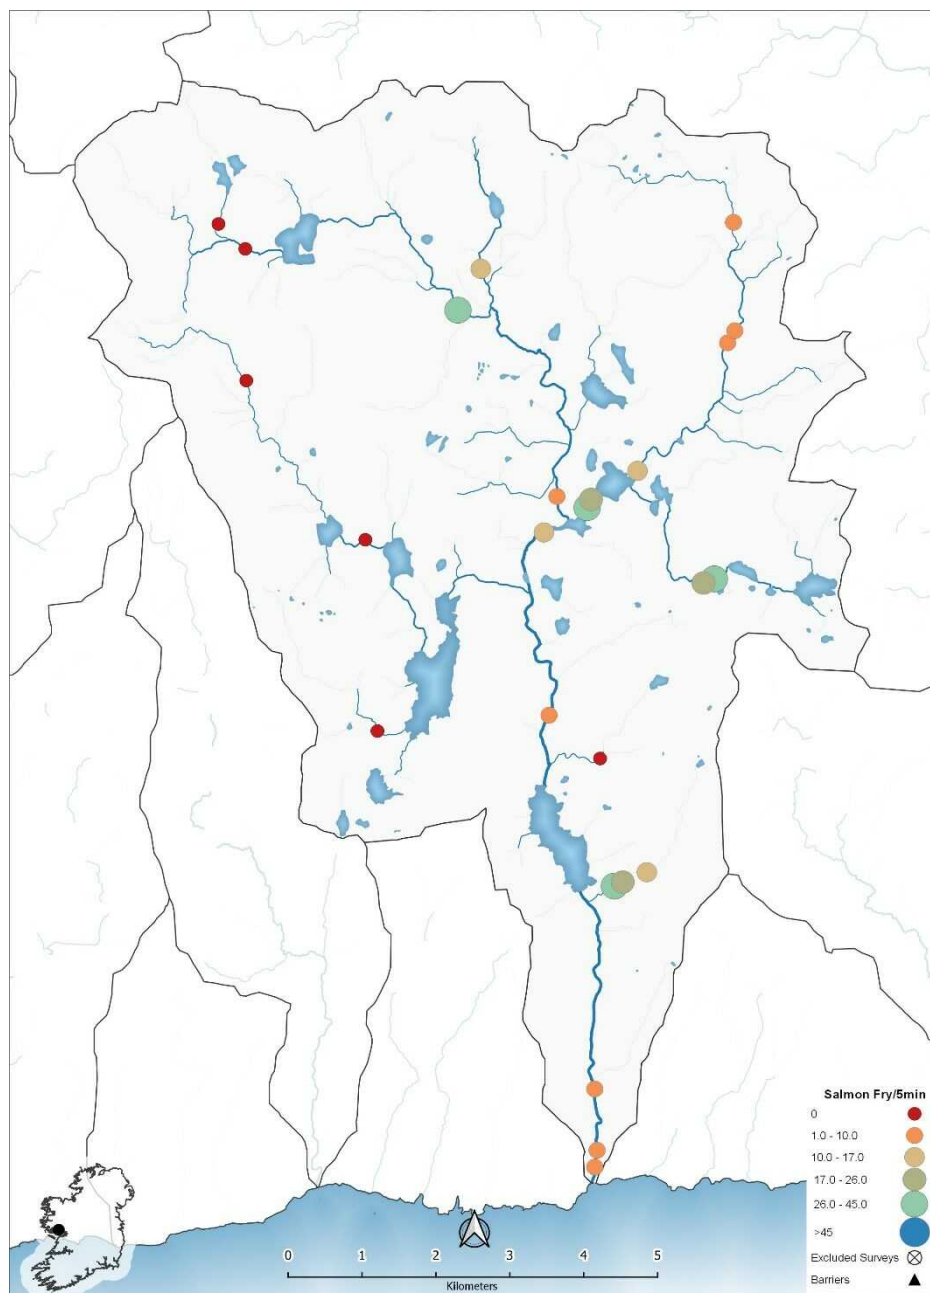 Salmon Fry/5min
0
1.0 - 10.0
10.0 - 17.0
17.0 - 26.0
26.0 - 45.0
>45
Excluded Surveys
Barriers
0 1 2 3 4 5
Kilometers